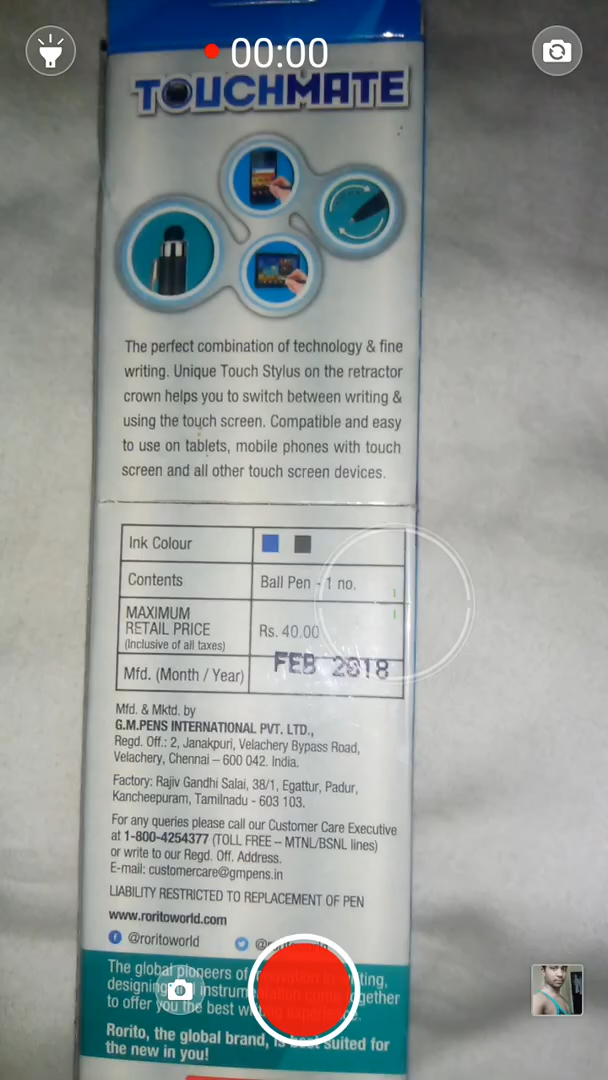 00:00
TOUCHMATE
The perfect combination of technology & fine
writing. Unique Touch Stylus on the retractor
crown helps you to switch between writing &
using the touch screen. Compatible and easy
to use on tablets, mobile phones with touch
screen and all other touch screen devices.
Ink Colour
Contents Ball Pen - 1 no.
MAXIMUM
RETAIL PRICE Rs. 40.00
(Inclusive of all taxes)
Mfd. (Month / Year) FEB 2018
Mfd. & Mktd. by
G.M.PENS INTERNATIONAL PVT. LTD.,
Regd. Off.: 2, Janakpuri, Velachery Bypass Road,
Velachery, Chennai – 600 042. India.
Factory: Rajiv Gandhi Salai, 38/1, Egattur, Padur,
Kancheepuram, Tamilnadu - 603 103.
For any queries please call our Customer Care Executive
at 1-800-4254377 (TOLL FREE – MTNL/BSNL lines)
or write to our Regd. Off. Address.
E-mail: customercare@gmpens.in
LIABILITY RESTRICTED TO REPLACEMENT OF PEN
www.roritoworld.com
@roritoworld
The global pioneers of
designing instrum
to offer you the best
Rorito, the global brand, is best suited for
the new in you!